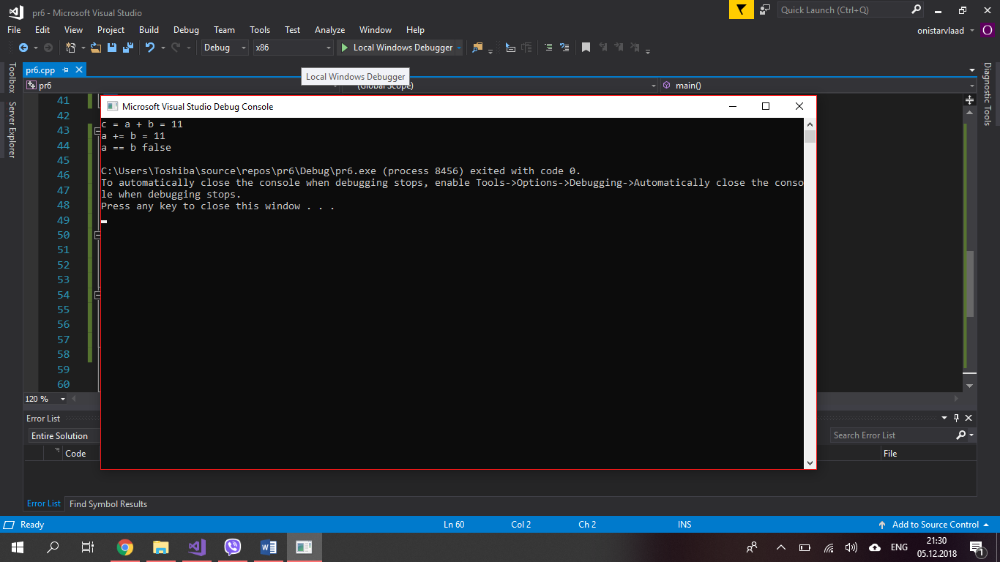 pr6 - Microsoft Visual Studio
Quick Launch (Ctrl+Q)
File Edit View Project Build Debug Team Tools Test Analyze Window Help
onistarvlaad O
Debug x86 Local Windows Debugger
pr6.cpp
Local Windows Debugger
pr6 (Global Scope) main()
Toolbox
Server Explorer
Diagnostic Tools
41
42
43
44
45
46
47
48
49
50
51
52
53
54
55
56
57
58
59
60
Microsoft Visual Studio Debug Console
c = a + b = 11
a += b = 11
a == b false
C:\Users\Toshiba\source\repos\pr6\Debug\pr6.exe (process 8456) exited with code 0.
To automatically close the console when debugging stops, enable Tools->Options->Debugging->Automatically close the conso
le when debugging stops.
Press any key to close this window . . .
120 %
Error List
Entire Solution
Search Error List
Code File
Error List Find Symbol Results
Ready Ln 60 Col 2 Ch 2 INS Add to Source Control
ENG
21:30
05.12.2018
1